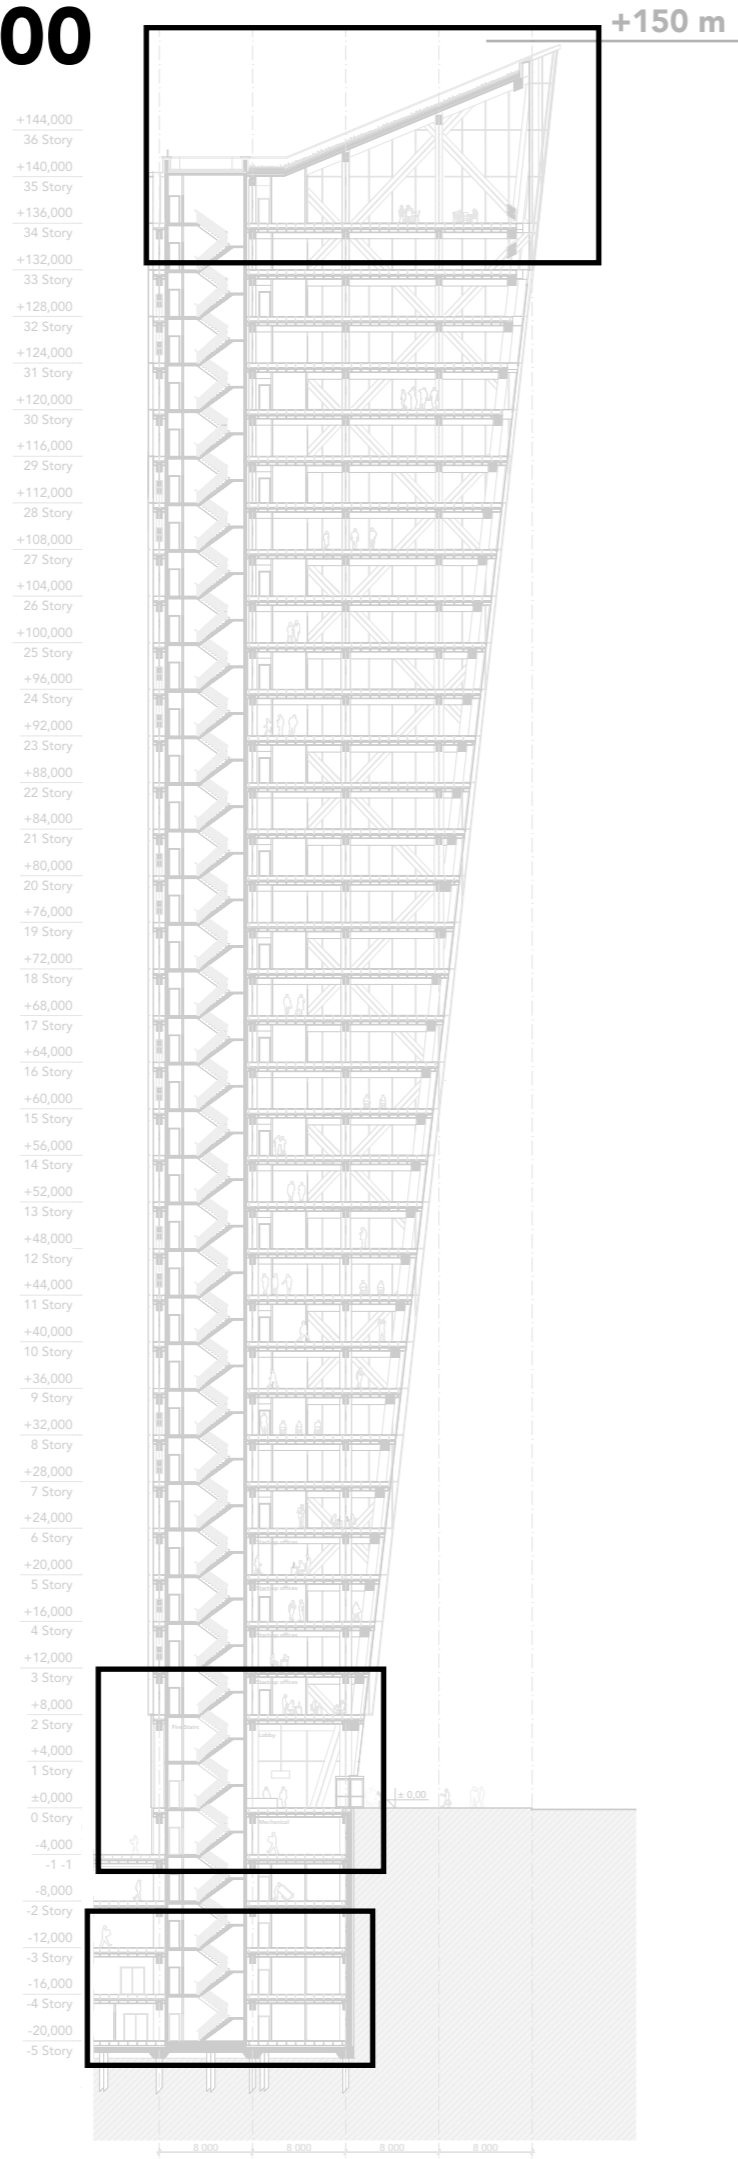 00
+150 m
+144,000
36 Story
+140,000
35 Story
+136,000
34 Story
+132,000
33 Story
+128,000
32 Story
+124,000
31 Story
+120,000
30 Story
+116,000
29 Story
+112,000
28 Story
+108,000
27 Story
+104,000
26 Story
+100,000
25 Story
+96,000
24 Story
+92,000
23 Story
+88,000
22 Story
+84,000
21 Story
+80,000
20 Story
+76,000
19 Story
+72,000
18 Story
+68,000
17 Story
+64,000
16 Story
+60,000
15 Story
+56,000
14 Story
+52,000
13 Story
+48,000
12 Story
+44,000
11 Story
+40,000
10 Story
+36,000
9 Story
+32,000
8 Story
+28,000
7 Story
+24,000
6 Story
+20,000
5 Story
+16,000
4 Story
+12,000
3 Story
+8,000
2 Story
Fire Stairs
Lobby
+4,000
1 Story
±0,000
± 0,00
0 Story
Mechanical
-4,000
-1 -1
-8,000
-2 Story
-12,000
-3 Story
-16,000
-4 Story
-20,000
-5 Story
8 000 8 000 8 000 8 000